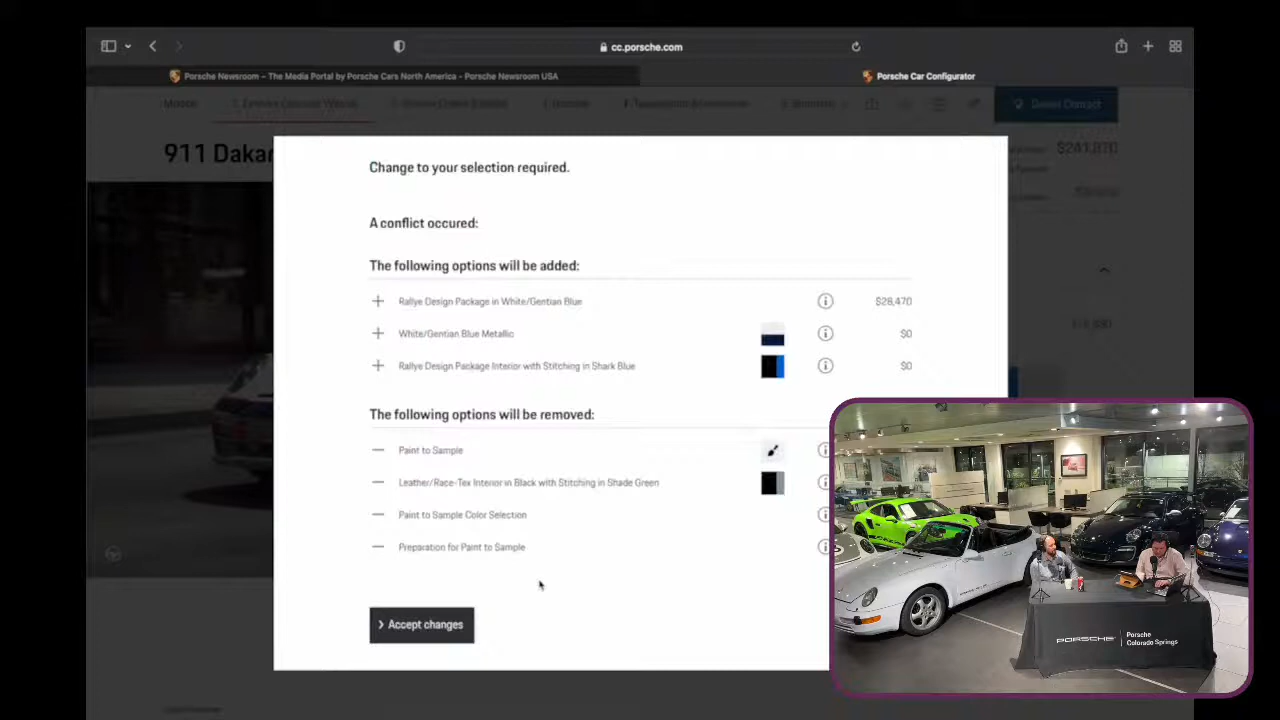 cc.porsche.com
Porsche Newsroom – The Media Portal by Porsche Cars North America - Porsche Newsroom USA
Porsche Car Configurator
Dealer Contact
911 Dakar
$241,870
Change to your selection required.
A conflict occured:
The following options will be added:
Rallye Design Package in White/Gentian Blue $28,470
White/Gentian Blue Metallic $0
Rallye Design Package Interior with Stitching in Shark Blue $0
The following options will be removed:
Paint to Sample
Leather/Race-Tex Interior in Black with Stitching in Shade Green
Paint to Sample Color Selection
Preparation for Paint to Sample
Accept changes
PORSCHE
Porsche
Colorado Springs